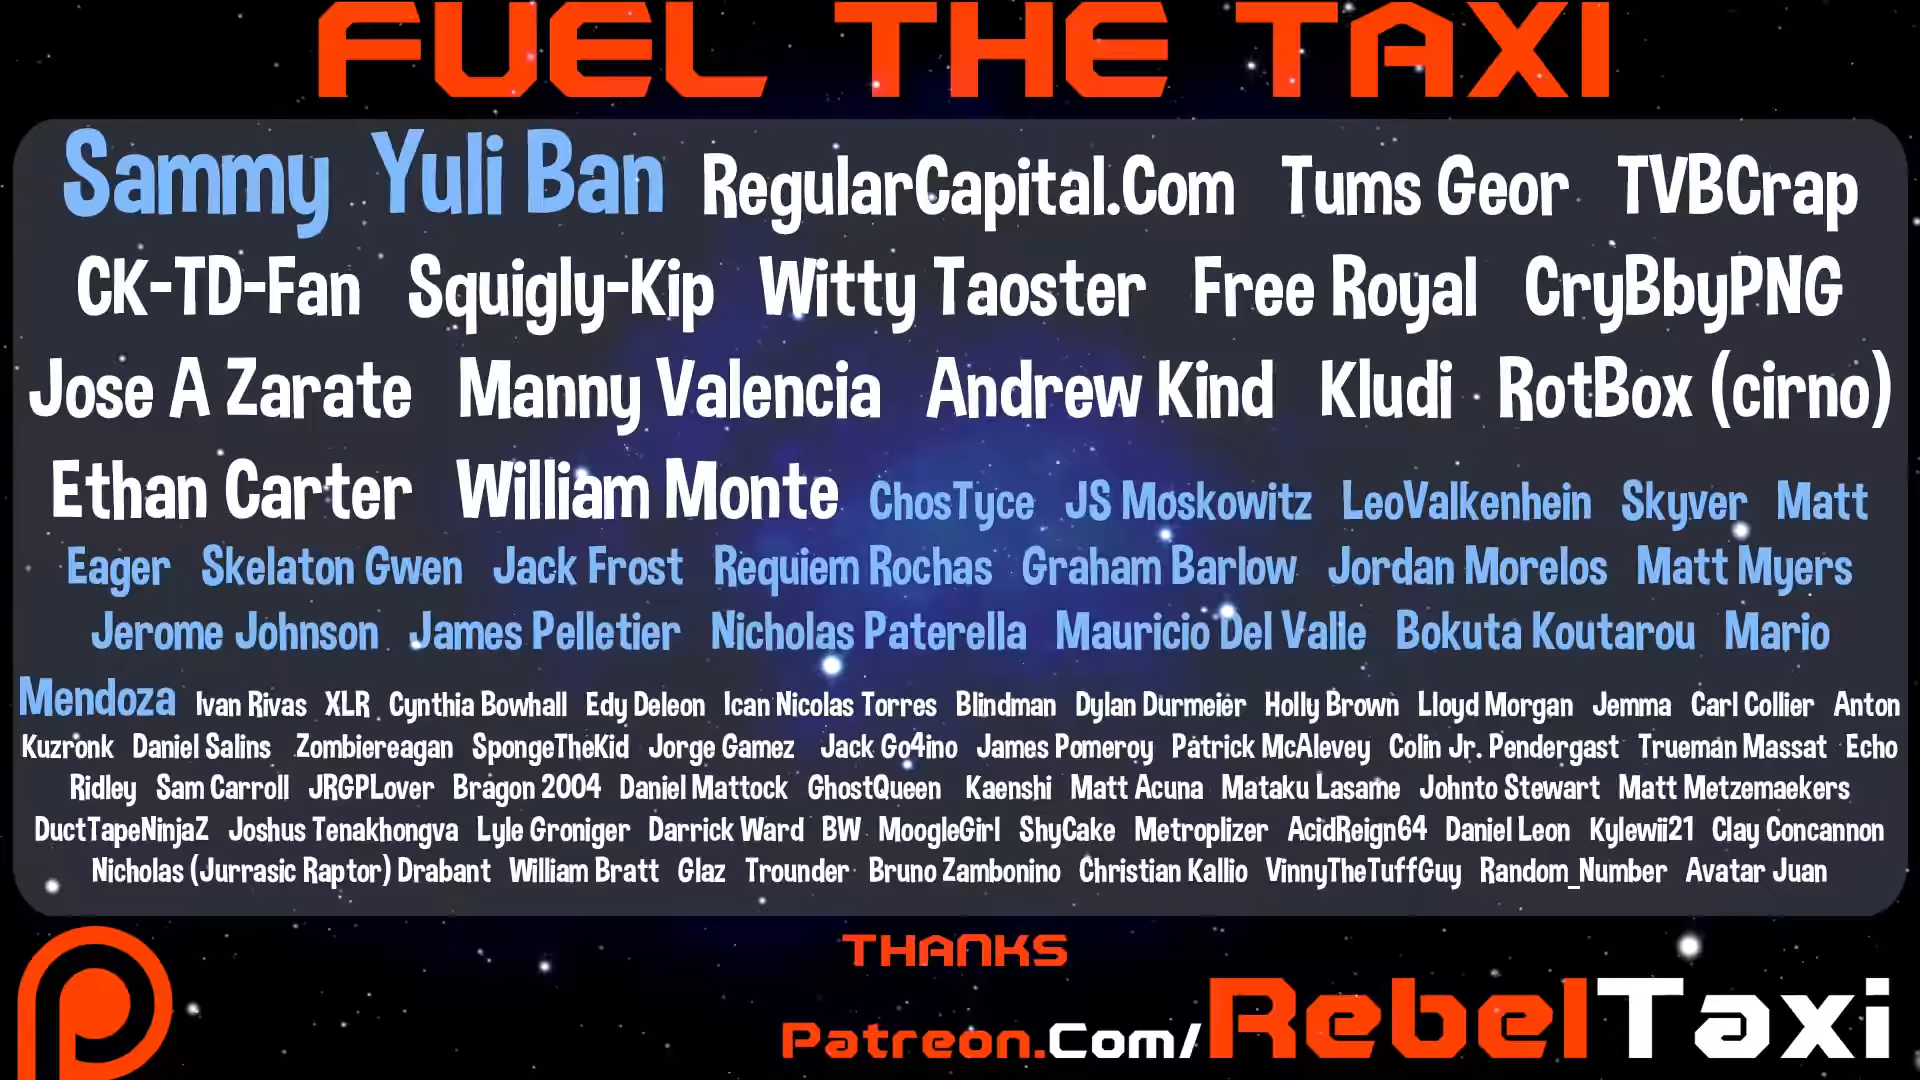 FUEL THE TAXI
Sammy Yuli Ban RegularCapital.Com Tums Geor TVBCrap
CK-TD-Fan Squigly-Kip Witty Taoster Free Royal CryBbyPNG
Jose A Zarate Manny Valencia Andrew Kind Kludi RotBox (cirno)
Ethan Carter William Monte ChosTyce JS Moskowitz LeoValkenhein Skyver Matt
Eager Skelaton Gwen Jack Frost Requiem Rochas Graham Barlow Jordan Morelos Matt Myers
Jerome Johnson James Pelletier Nicholas Paterella Mauricio Del Valle Bokuta Koutarou Mario
Mendoza Ivan Rivas XLR Cynthia Bowhall Edy Deleon Ican Nicolas Torres Blindman Dylan Durmeier Holly Brown Lloyd Morgan Jemma Carl Collier Anton
Kuzronk Daniel Salins Zombiereagan SpongeTheKid Jorge Gamez Jack Go4ino James Pomeroy Patrick McAlevey Colin Jr. Pendergast Trueman Massat Echo
Ridley Sam Carroll JRGPLover Bragon 2004 Daniel Mattock GhostQueen Kaenshi Matt Acuna Mataku Lasame Johnto Stewart Matt Metzemaekers
DuctTapeNinjaZ Joshus Tenakhongva Lyle Groniger Darrick Ward BW MoogleGirl ShyCake Metroplizer AcidReign64 Daniel Leon Kylewii21 Clay Concannon
Nicholas (Jurrasic Raptor) Drabant William Bratt Glaz Trounder Bruno Zambonino Christian Kallio VinnyTheTuffGuy Random_Number Avatar Juan
THANKS
Patreon.Com/RebelTaxi